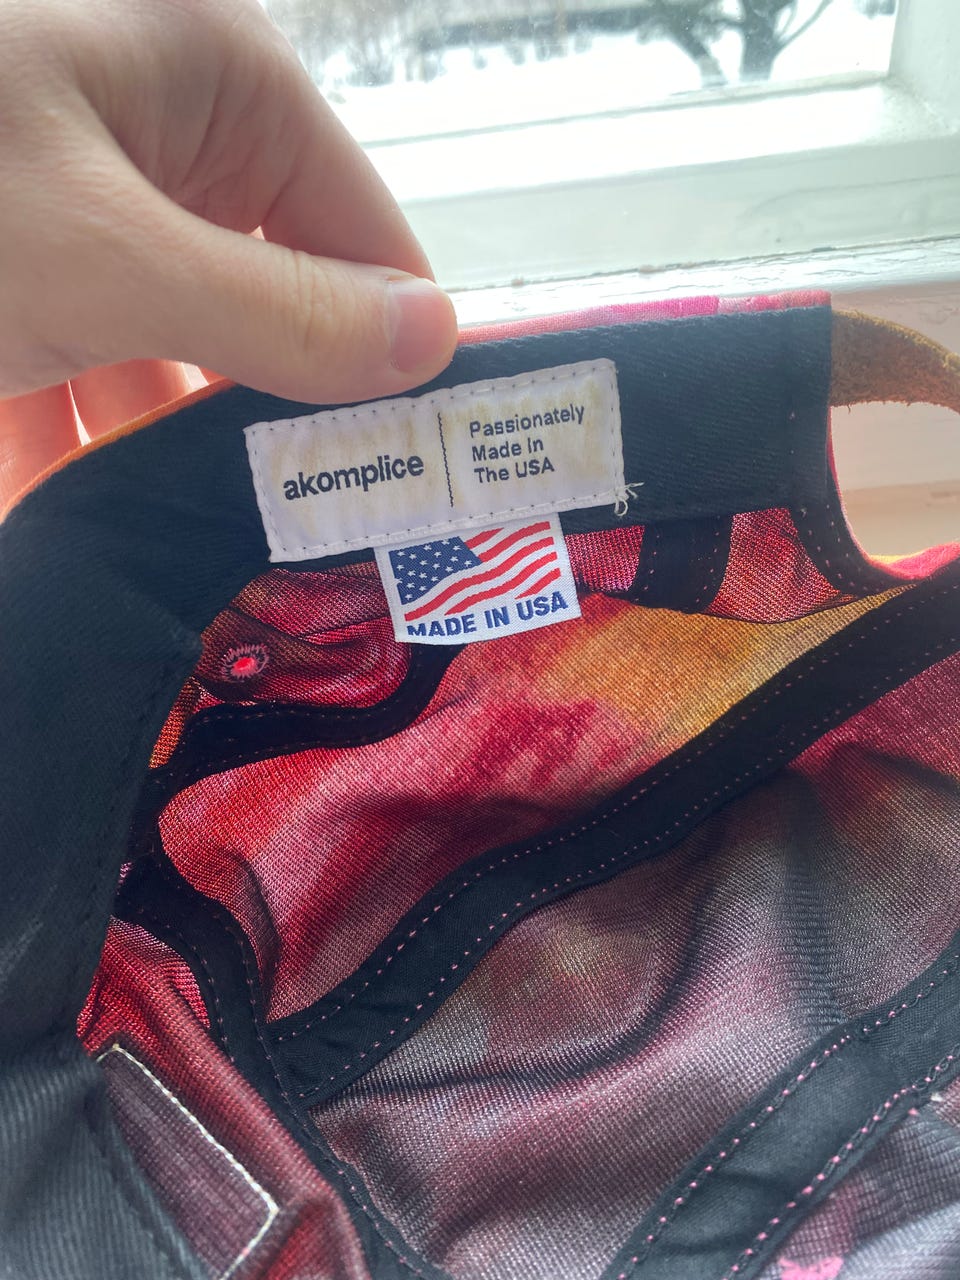 akomplice
Passionately
Made In
The USA
MADE IN USA